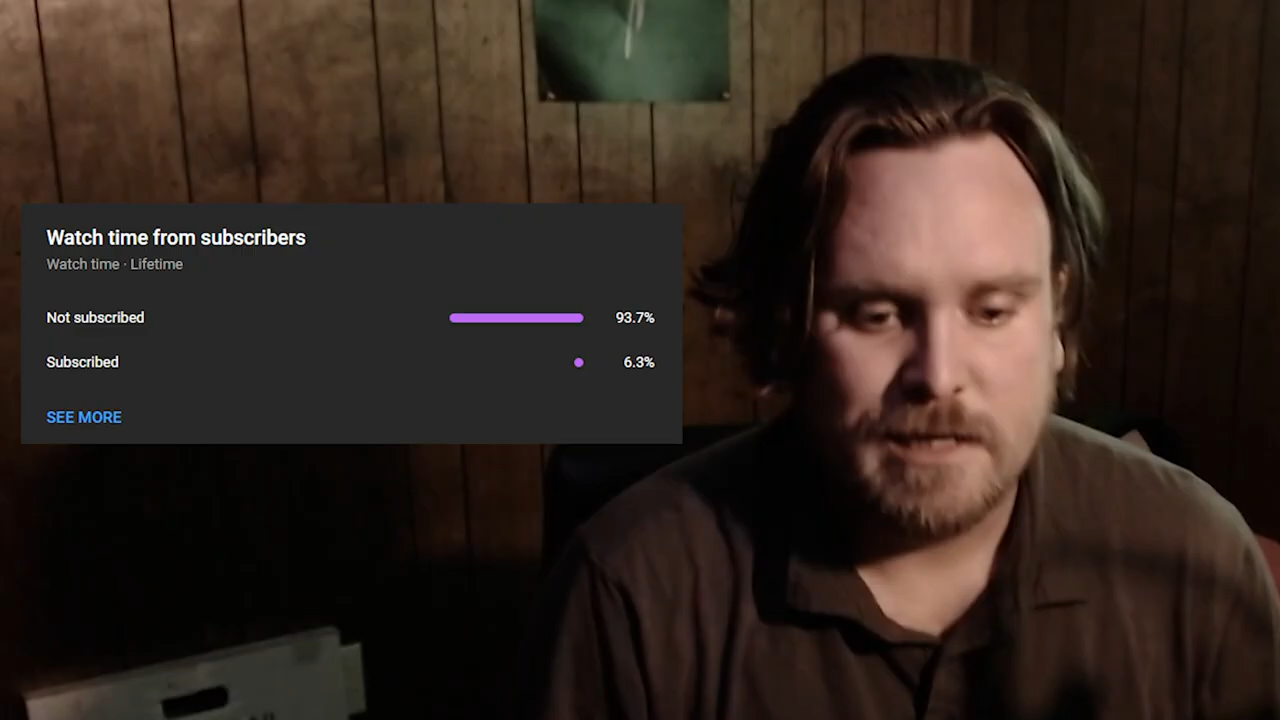 Watch time from subscribers
Watch time · Lifetime
Not subscribed 93.7%
Subscribed 6.3%
SEE MORE